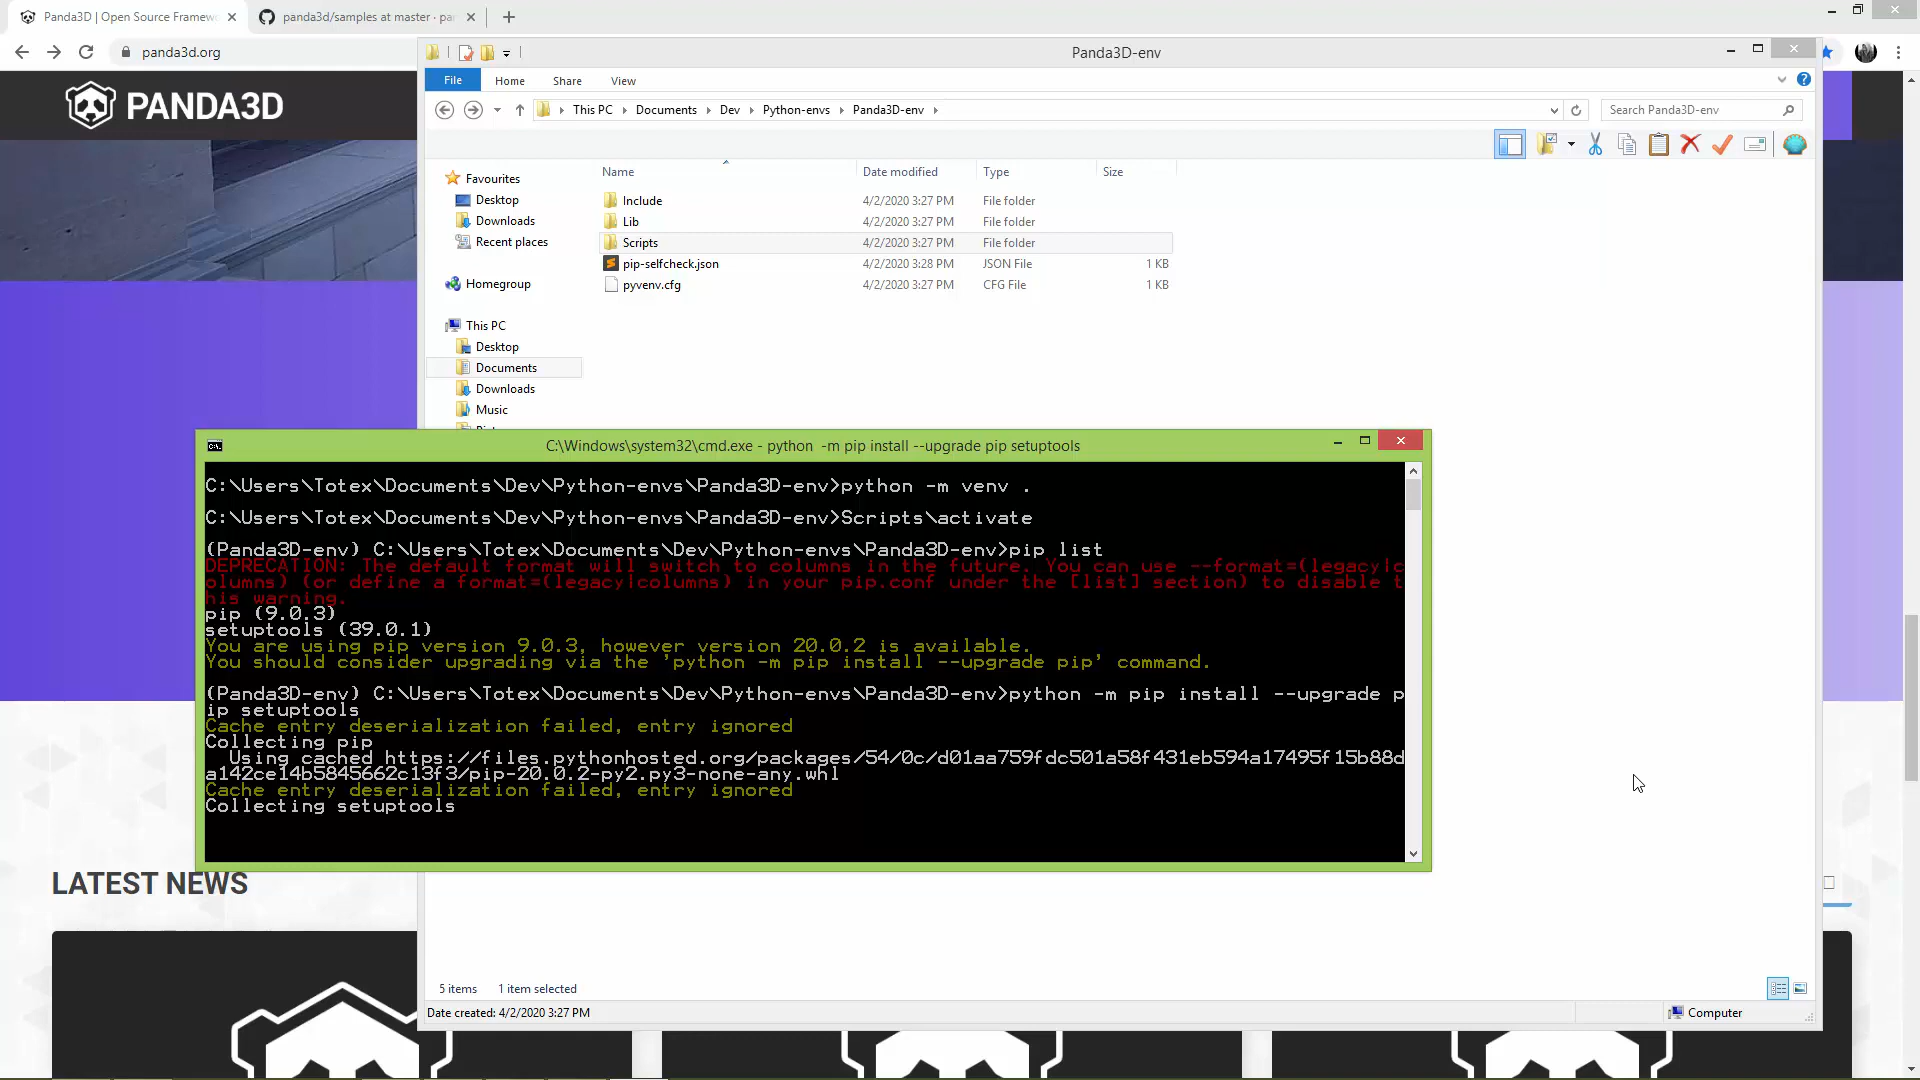 Panda3D | Open Source Framewo
panda3d/samples at master · pan
panda3d.org
PANDA3D
Panda3D-env
File
Home
Share
View
This PC
Documents
Dev
Python-envs
Panda3D-env
Search Panda3D-env
Name
Date modified
Type
Size
Favourites
Desktop
Downloads
Recent places
Homegroup
This PC
Desktop
Documents
Downloads
Music
Include 4/2/2020 3:27 PM File folder
Lib 4/2/2020 3:27 PM File folder
Scripts 4/2/2020 3:27 PM File folder
pip-selfcheck.json 4/2/2020 3:28 PM JSON File 1 KB
pyvenv.cfg 4/2/2020 3:27 PM CFG File 1 KB
C:\Windows\system32\cmd.exe - python  -m pip install --upgrade pip setuptools
C:\Users\Totex\Documents\Dev\Python-envs\Panda3D-env>python -m venv .
C:\Users\Totex\Documents\Dev\Python-envs\Panda3D-env>Scripts\activate
(Panda3D-env) C:\Users\Totex\Documents\Dev\Python-envs\Panda3D-env>pip list
DEPRECATION: The default format will switch to columns in the future. You can use --format=(legacy|c
olumns) (or define a format=(legacy|columns) in your pip.conf under the [list] section) to disable t
his warning.
pip (9.0.3)
setuptools (39.0.1)
You are using pip version 9.0.3, however version 20.0.2 is available.
You should consider upgrading via the 'python -m pip install --upgrade pip' command.
(Panda3D-env) C:\Users\Totex\Documents\Dev\Python-envs\Panda3D-env>python -m pip install --upgrade p
ip setuptools
Cache entry deserialization failed, entry ignored
Collecting pip
Using cached https://files.pythonhosted.org/packages/54/0c/d01aa759fdc501a58f431eb594a17495f15b88d
a142ce14b5845662c13f3/pip-20.0.2-py2.py3-none-any.whl
Cache entry deserialization failed, entry ignored
Collecting setuptools
LATEST NEWS
5 items
1 item selected
Date created: 4/2/2020 3:27 PM
Computer